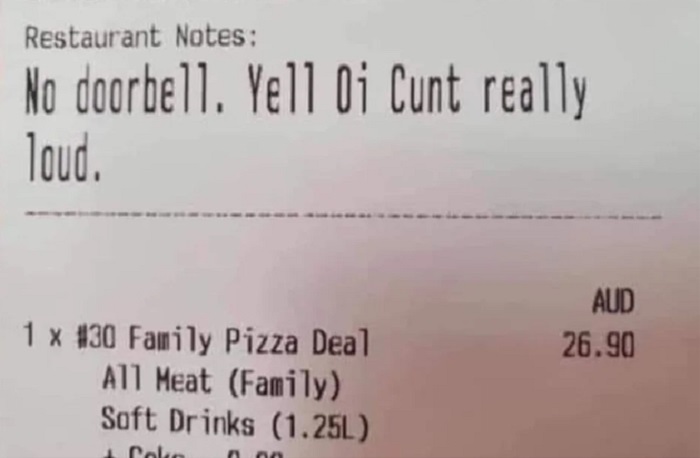 Restaurant Notes:
No doorbell. Yell Oi Cunt really
loud.
AUD
1 x #30 Family Pizza Deal 26.90
All Meat (Family)
Soft Drinks (1.25L)